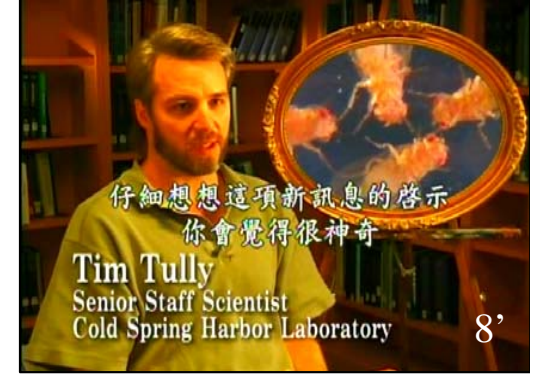 仔細想想這項新訊息的啓示
你會覺得很神奇
Tim Tully
Senior Staff Scientist
Cold Spring Harbor Laboratory
8’